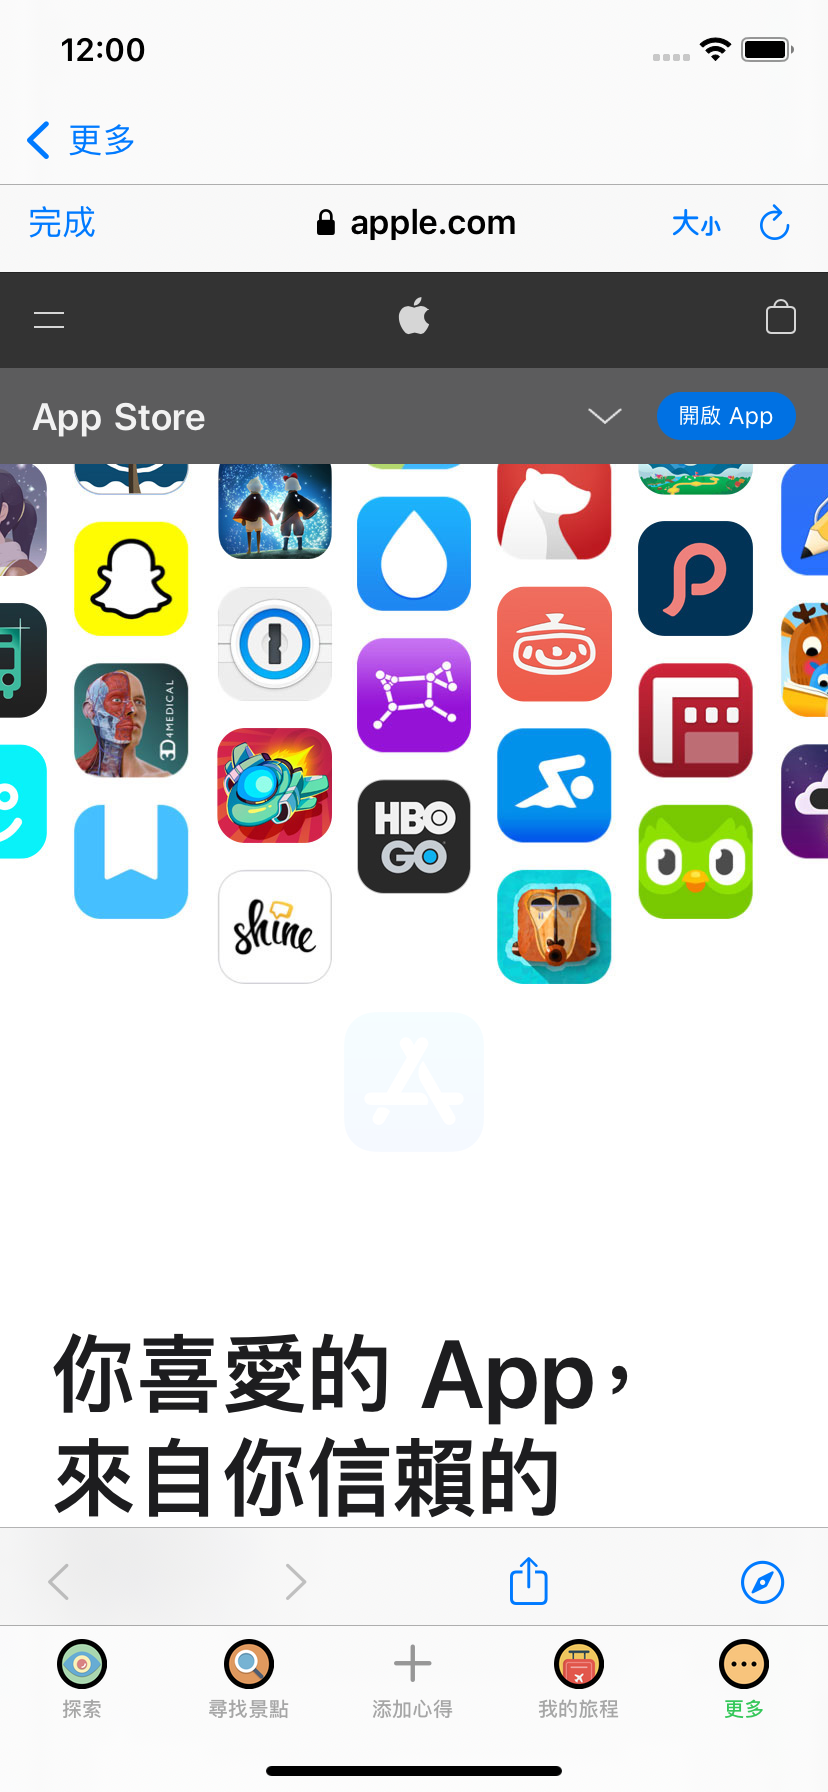 12:00
更多
完成
apple.com
大小
App Store
開啟 App
3D4MEDICAL
HBO
GO
shine
你喜愛的 App，
來自你信賴的
探索
尋找景點
添加心得
我的旅程
更多